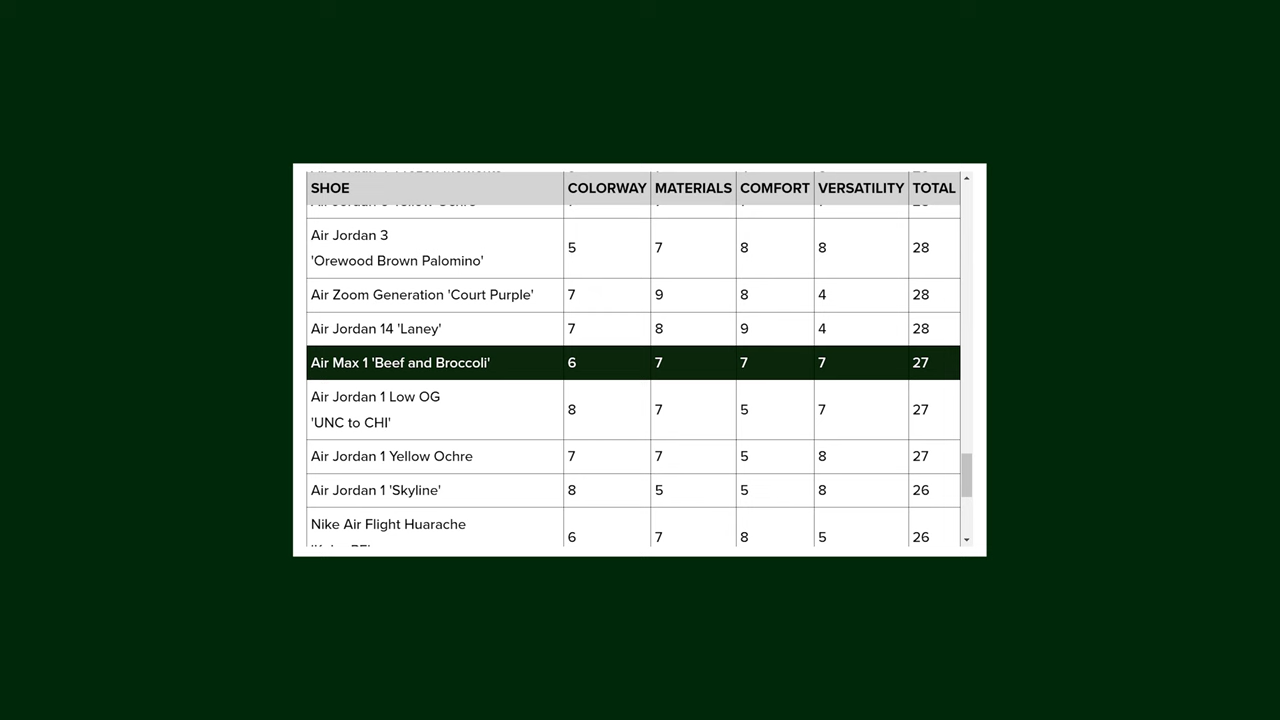 SHOE COLORWAY MATERIALS COMFORT VERSATILITY TOTAL
Air Jordan 3
'Orewood Brown Palomino' 5 7 8 8 28
Air Zoom Generation 'Court Purple' 7 9 8 4 28
Air Jordan 14 'Laney' 7 8 9 4 28
Air Max 1 'Beef and Broccoli' 6 7 7 7 27
Air Jordan 1 Low OG
'UNC to CHI' 8 7 5 7 27
Air Jordan 1 Yellow Ochre 7 7 5 8 27
Air Jordan 1 'Skyline' 8 5 5 8 26
Nike Air Flight Huarache
6 7 8 5 26